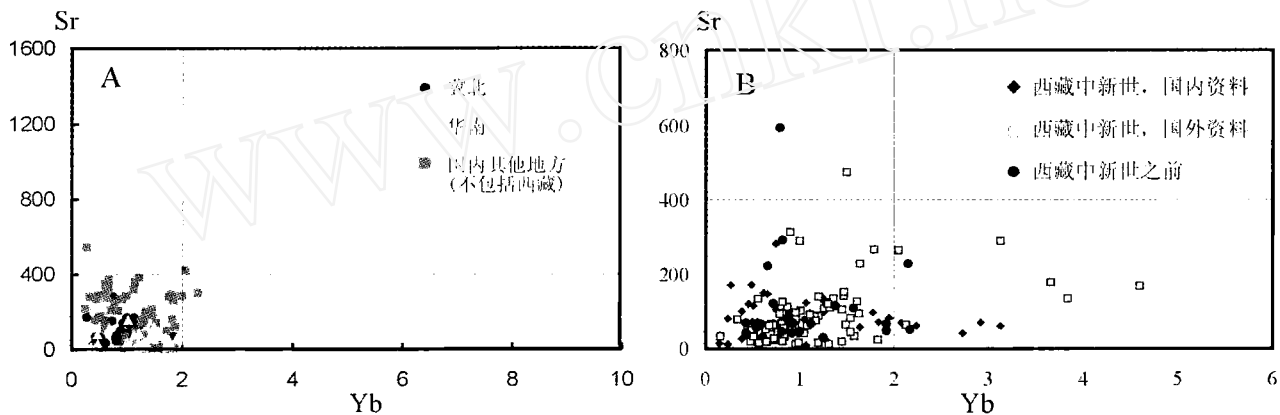 Sr
1600
1200
800
400
0
A
华南
国内其他地方
(不包括西藏)
0 2 4 6 8 10
Yb
Sr
800
600
400
200
0
B
西藏中新世，国内资料
西藏中新世，国外资料
西藏中新世之前
0 1 2 3 4 5 6
Yb
www.cnki.ne